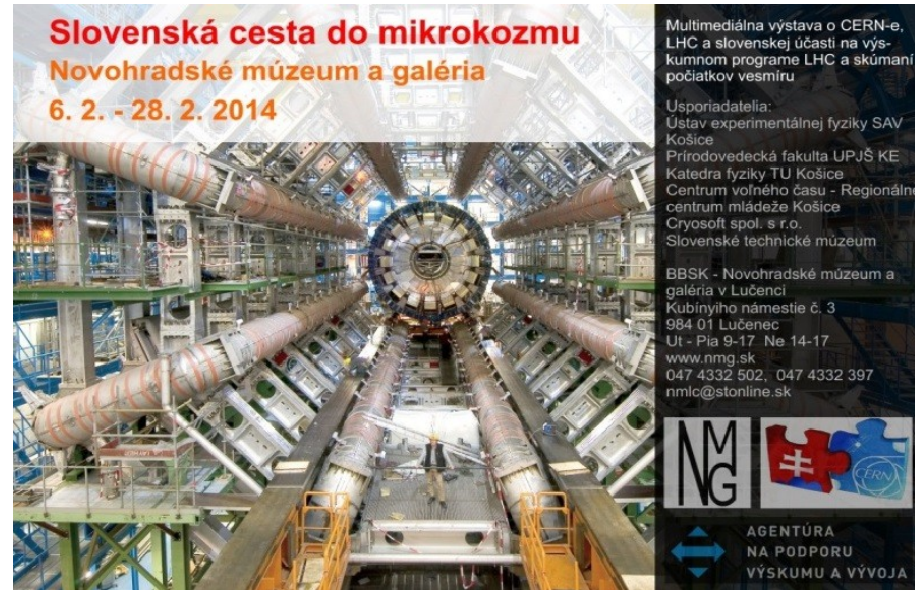 Slovenská cesta do mikrokozmu
Novohradské múzeum a galéria
6. 2. - 28. 2. 2014
Multimediálna výstava o CERN-e,
LHC a slovenskej účasti na výs-
kumnom programe LHC a skúmaní
počiatkov vesmíru
Usporiadatelia:
Ústav experimentálnej fyziky SAV
Košice
Prírodovedecká fakulta UPJŠ KE
Katedra fyziky TU Košice
Centrum voľného času - Regionálne
centrum mládeže Košice
Cryosoft spol. s r.o.
Slovenské technické múzeum
BBSK - Novohradské múzeum a
galéria v Lučenci
Kubínyiho námestie č. 3
984 01 Lučenec
Ut - Pia 9-17 Ne 14-17
www.nmg.sk
047 4332 502, 047 4332 397
nmlc@stonline.sk
NMG
CERN
AGENTÚRA
NA PODPORU
VÝSKUMU A VÝVOJA